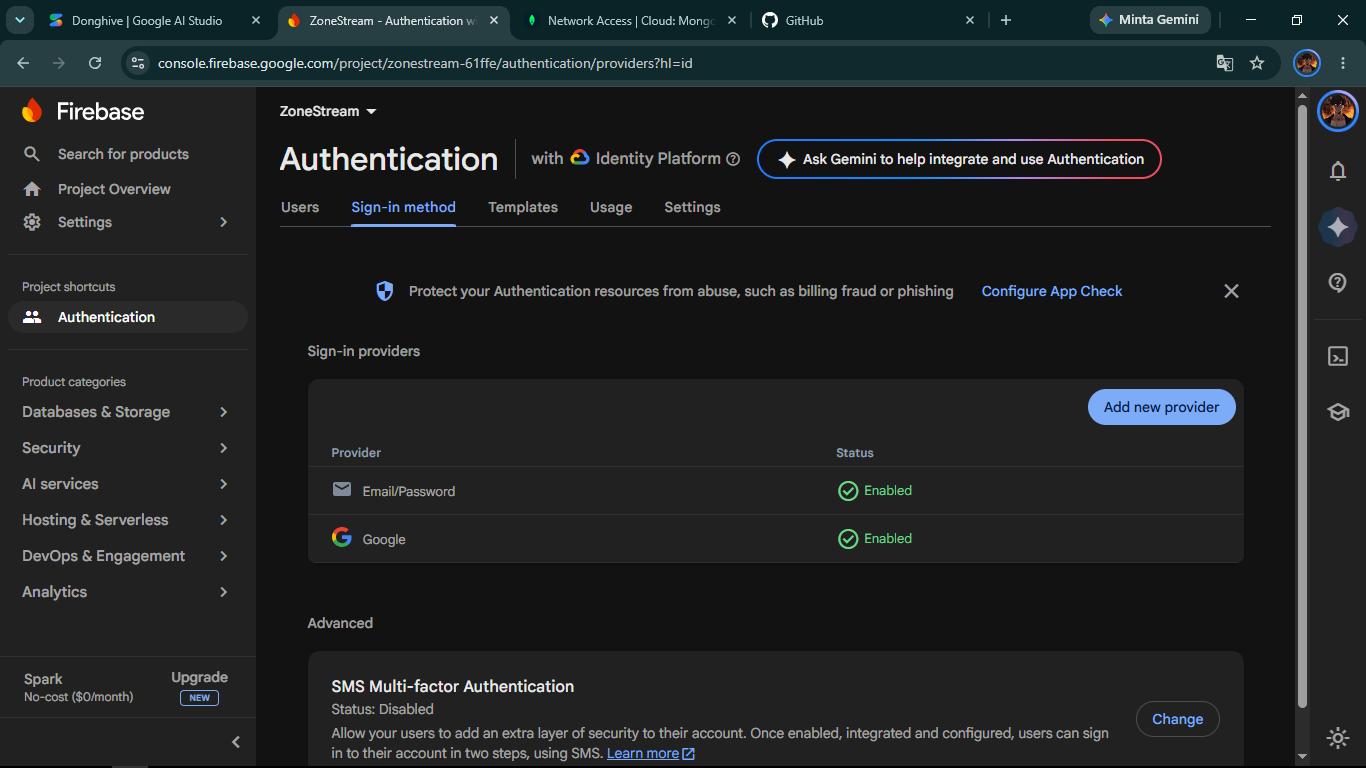 Donghive | Google AI Studio
ZoneStream - Authentication w
Network Access | Cloud: Mongo
GitHub
Minta Gemini
console.firebase.google.com/project/zonestream-61ffe/authentication/providers?hl=id
Firebase
Search for products
Project Overview
Settings
Project shortcuts
Authentication
Product categories
Databases & Storage
Security
AI services
Hosting & Serverless
DevOps & Engagement
Analytics
Spark
No-cost ($0/month)
Upgrade
NEW
ZoneStream
Authentication
with Identity Platform
Ask Gemini to help integrate and use Authentication
Users
Sign-in method
Templates
Usage
Settings
Protect your Authentication resources from abuse, such as billing fraud or phishing
Configure App Check
Sign-in providers
Add new provider
Provider
Status
Email/Password
Enabled
Google
Enabled
Advanced
SMS Multi-factor Authentication
Status: Disabled
Allow your users to add an extra layer of security to their account. Once enabled, integrated and configured, users can sign
in to their account in two steps, using SMS. Learn more
Change